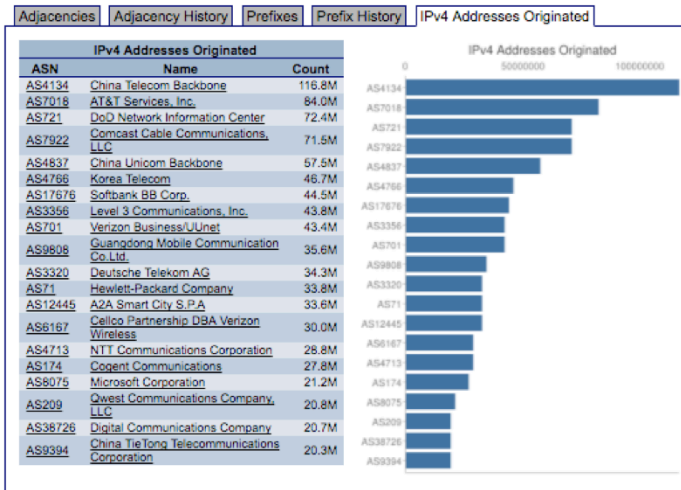 Adjacencies Adjacency History Prefixes Prefix History IPv4 Addresses Originated
IPv4 Addresses Originated
ASN Name Count
AS4134 China Telecom Backbone 116.8M
AS7018 AT&T Services, Inc. 84.0M
AS721 DoD Network Information Center 72.4M
AS7922 Comcast Cable Communications, LLC 71.5M
AS4837 China Unicom Backbone 57.5M
AS4766 Korea Telecom 46.7M
AS17676 Softbank BB Corp. 44.5M
AS3356 Level 3 Communications, Inc. 43.8M
AS701 Verizon Business/UUnet 43.4M
AS9808 Guangdong Mobile Communication Co.Ltd. 35.6M
AS3320 Deutsche Telekom AG 34.3M
AS71 Hewlett-Packard Company 33.8M
AS12445 A2A Smart City S.P.A 33.6M
AS6167 Cellco Partnership DBA Verizon Wireless 30.0M
AS4713 NTT Communications Corporation 28.8M
AS174 Cogent Communications 27.8M
AS8075 Microsoft Corporation 21.2M
AS209 Qwest Communications Company, LLC 20.8M
AS38726 Digital Communications Company 20.7M
AS9394 China TieTong Telecommunications Corporation 20.3M
IPv4 Addresses Originated
0 50000000 100000000
AS4134
AS7018
AS721
AS7922
AS4837
AS4766
AS17676
AS3356
AS701
AS9808
AS3320
AS71
AS12445
AS6167
AS4713
AS174
AS8075
AS209
AS38726
AS9394